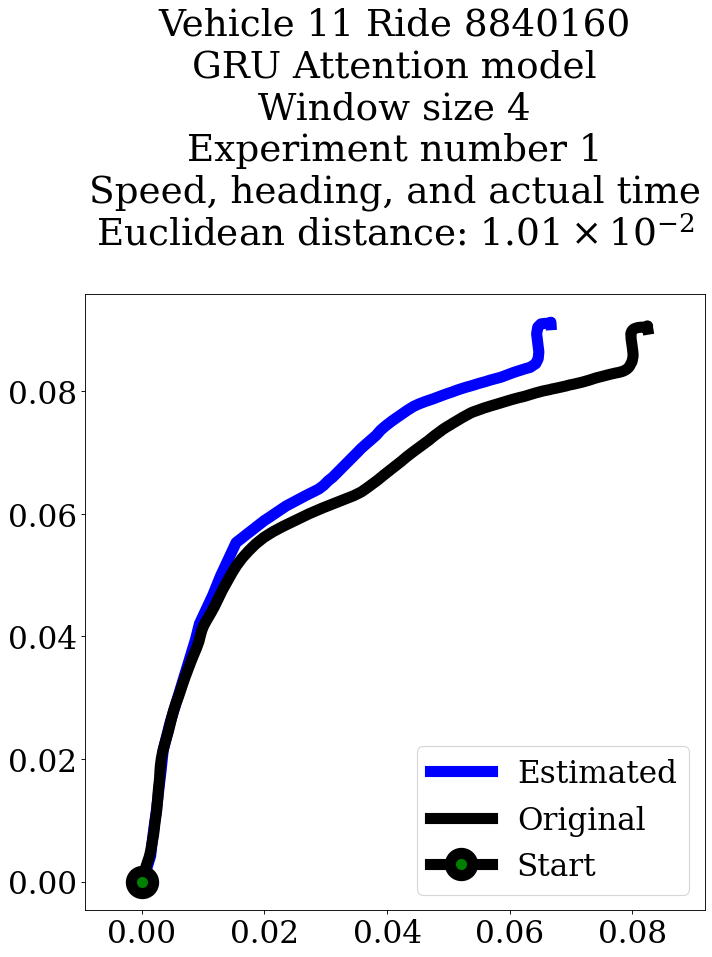 Vehicle 11 Ride 8840160
GRU Attention model
Window size 4
Experiment number 1
Speed, heading, and actual time
Euclidean distance: 1.01 × 10⁻²
0.08
0.06
0.04
0.02
0.00
Estimated
Original
Start
0.00 0.02 0.04 0.06 0.08